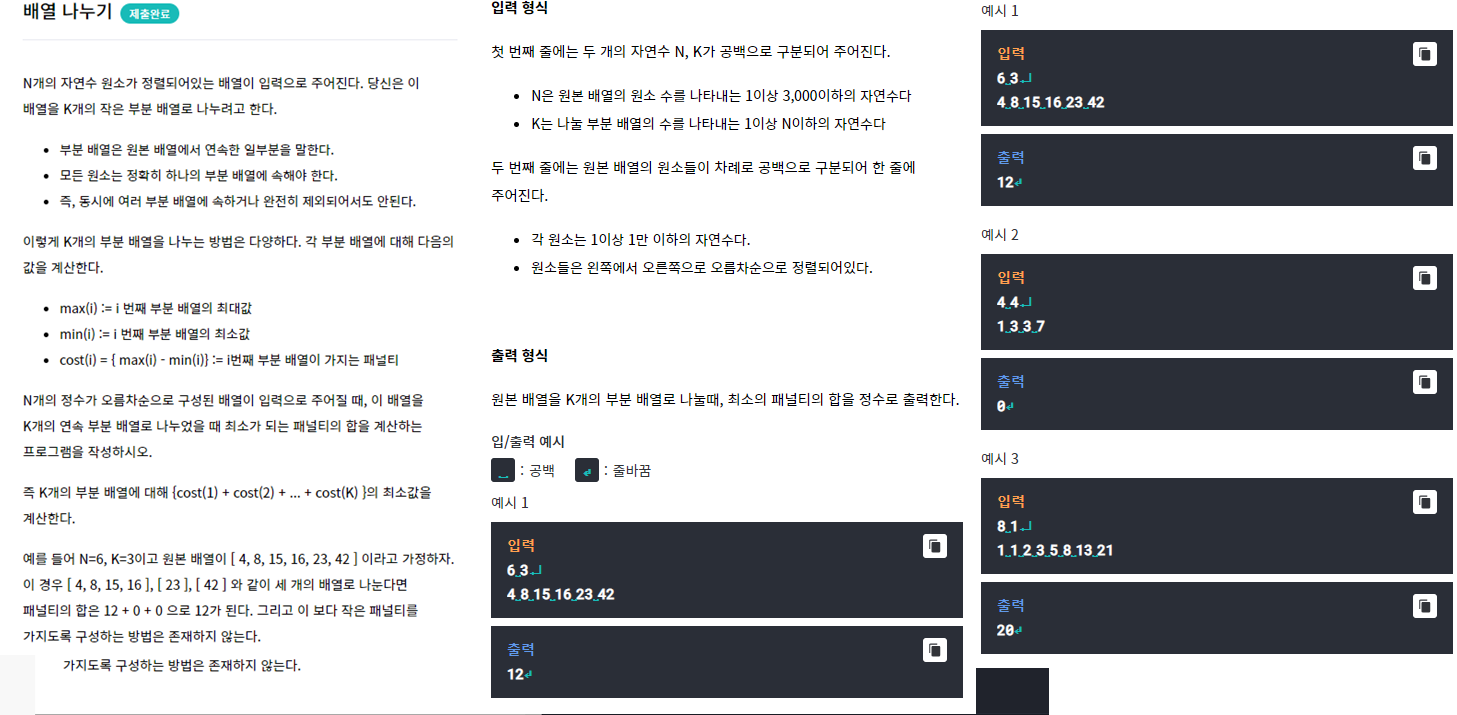 배열 나누기 제출완료
N개의 자연수 원소가 정렬되어있는 배열이 입력으로 주어진다. 당신은 이
배열을 K개의 작은 부분 배열로 나누려고 한다.
• 부분 배열은 원본 배열에서 연속한 일부분을 말한다.
• 모든 원소는 정확히 하나의 부분 배열에 속해야 한다.
• 즉, 동시에 여러 부분 배열에 속하거나 완전히 제외되어서도 안된다.
이렇게 K개의 부분 배열을 나누는 방법은 다양하다. 각 부분 배열에 대해 다음의
값을 계산한다.
• max(i) := i 번째 부분 배열의 최대값
• min(i) := i 번째 부분 배열의 최소값
• cost(i) = { max(i) - min(i)} := i번째 부분 배열이 가지는 패널티
N개의 정수가 오름차순으로 구성된 배열이 입력으로 주어질 때, 이 배열을
K개의 연속 부분 배열로 나누었을 때 최소가 되는 패널티의 합을 계산하는
프로그램을 작성하시오.
즉 K개의 부분 배열에 대해 {cost(1) + cost(2) + ... + cost(K) }의 최소값을
계산한다.
예를 들어 N=6, K=3이고 원본 배열이 [ 4, 8, 15, 16, 23, 42 ] 이라고 가정하자.
이 경우 [ 4, 8, 15, 16 ], [ 23 ], [ 42 ] 와 같이 세 개의 배열로 나눈다면
패널티의 합은 12 + 0 + 0 으로 12가 된다. 그리고 이 보다 작은 패널티를
가지도록 구성하는 방법은 존재하지 않는다.
가지도록 구성하는 방법은 존재하지 않는다.
입력 형식
첫 번째 줄에는 두 개의 자연수 N, K가 공백으로 구분되어 주어진다.
• N은 원본 배열의 원소 수를 나타내는 1이상 3,000이하의 자연수다
• K는 나눌 부분 배열의 수를 나타내는 1이상 N이하의 자연수다
두 번째 줄에는 원본 배열의 원소들이 차례로 공백으로 구분되어 한 줄에
주어진다.
• 각 원소는 1이상 1만 이하의 자연수다.
• 원소들은 왼쪽에서 오른쪽으로 오름차순으로 정렬되어있다.
출력 형식
원본 배열을 K개의 부분 배열로 나눌때, 최소의 패널티의 합을 정수로 출력한다.
입/출력 예시
␣ : 공백 ↵ : 줄바꿈
예시 1
입력
6␣3↵
4␣8␣15␣16␣23␣42
출력
12↵
예시 1
입력
6␣3↵
4␣8␣15␣16␣23␣42
출력
12↵
예시 2
입력
4␣4↵
1␣3␣3␣7
출력
0↵
예시 3
입력
8␣1↵
1␣1␣2␣3␣5␣8␣13␣21
출력
20↵